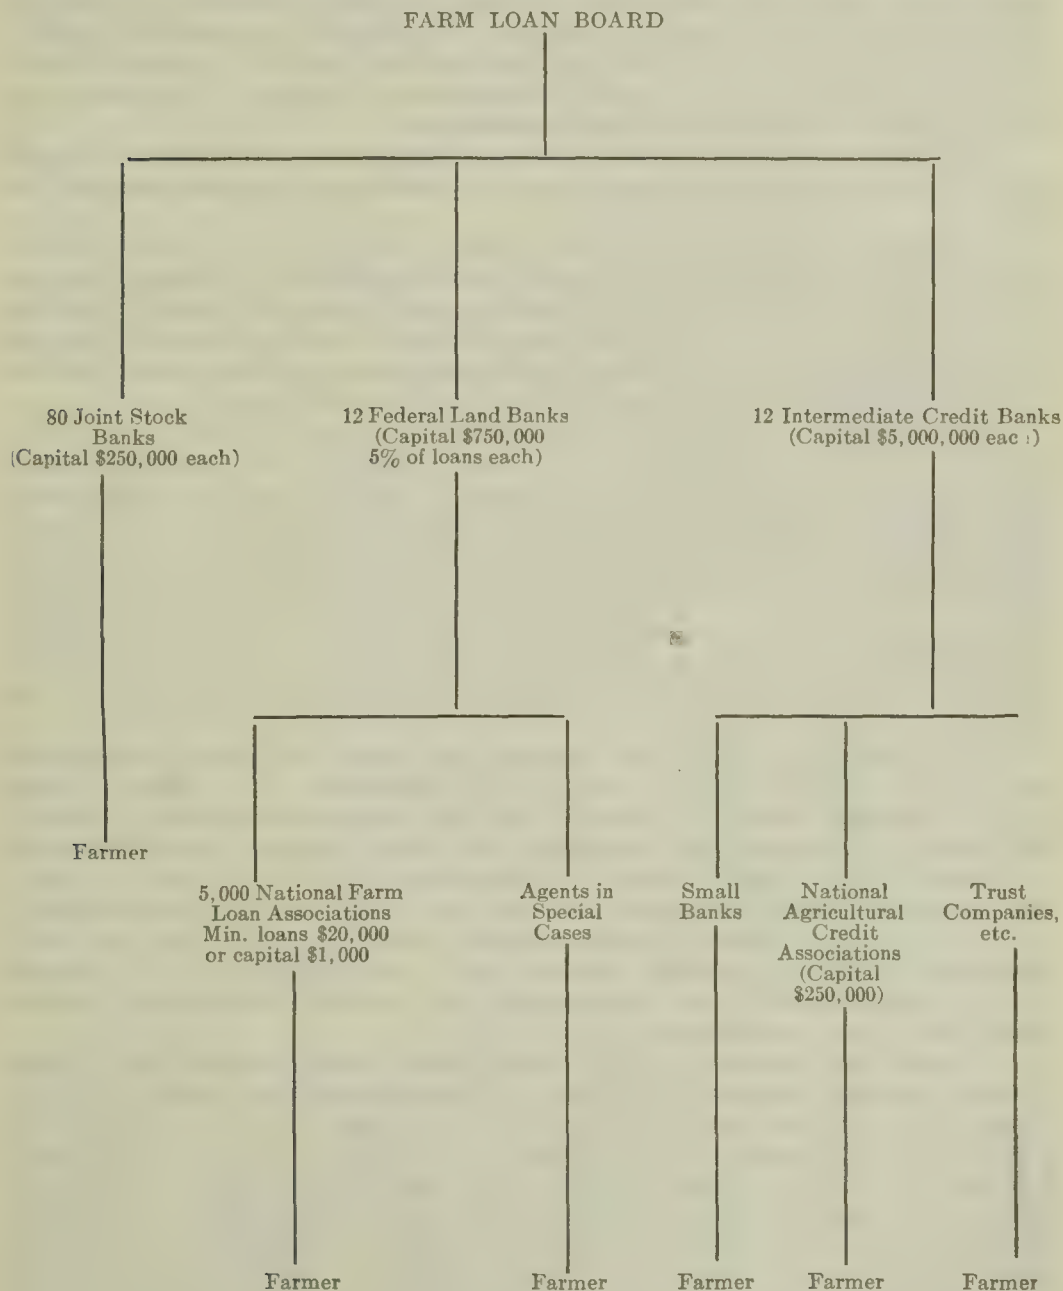 FARM LOAN BOARD
80 Joint Stock
Banks
(Capital $250,000 each)
12 Federal Land Banks
(Capital $750,000
5% of loans each)
12 Intermediate Credit Banks
(Capital $5,000,000 eac :)
Farmer
5,000 National Farm
Loan Associations
Min. loans $20,000
or capital $1,000
Agents in
Special
Cases
Small
Banks
National
Agricultural
Credit
Associations
(Capital
$250,000)
Trust
Companies,
etc.
Farmer
Farmer
Farmer
Farmer
Farmer